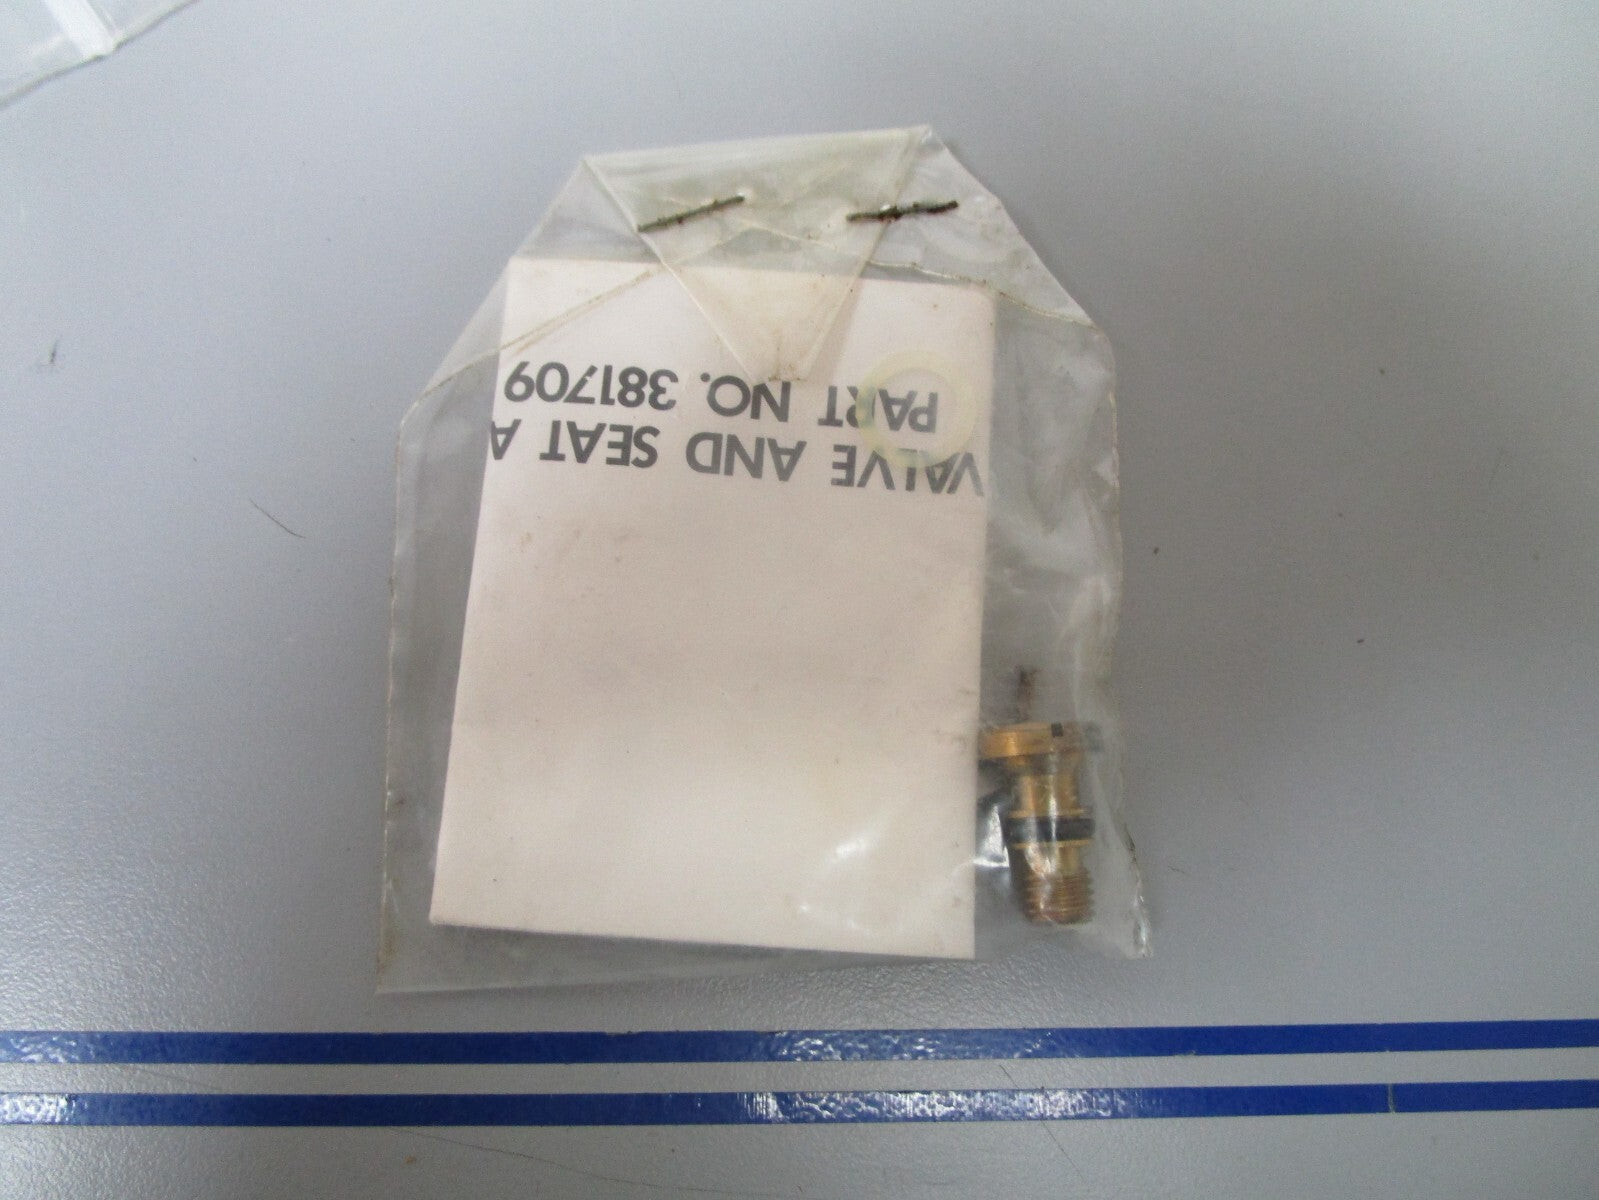 VALVE AND SEAT A
PART NO. 381709